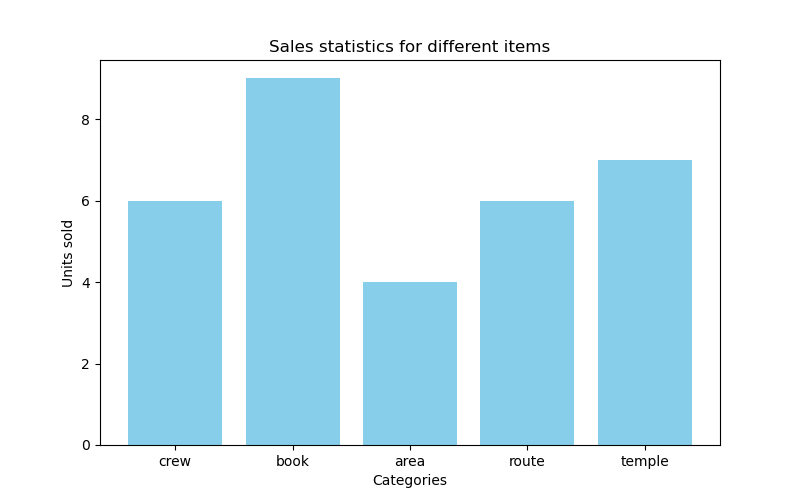 Sales statistics for different items
Units sold
8
6
4
2
0
crew book area route temple
Categories